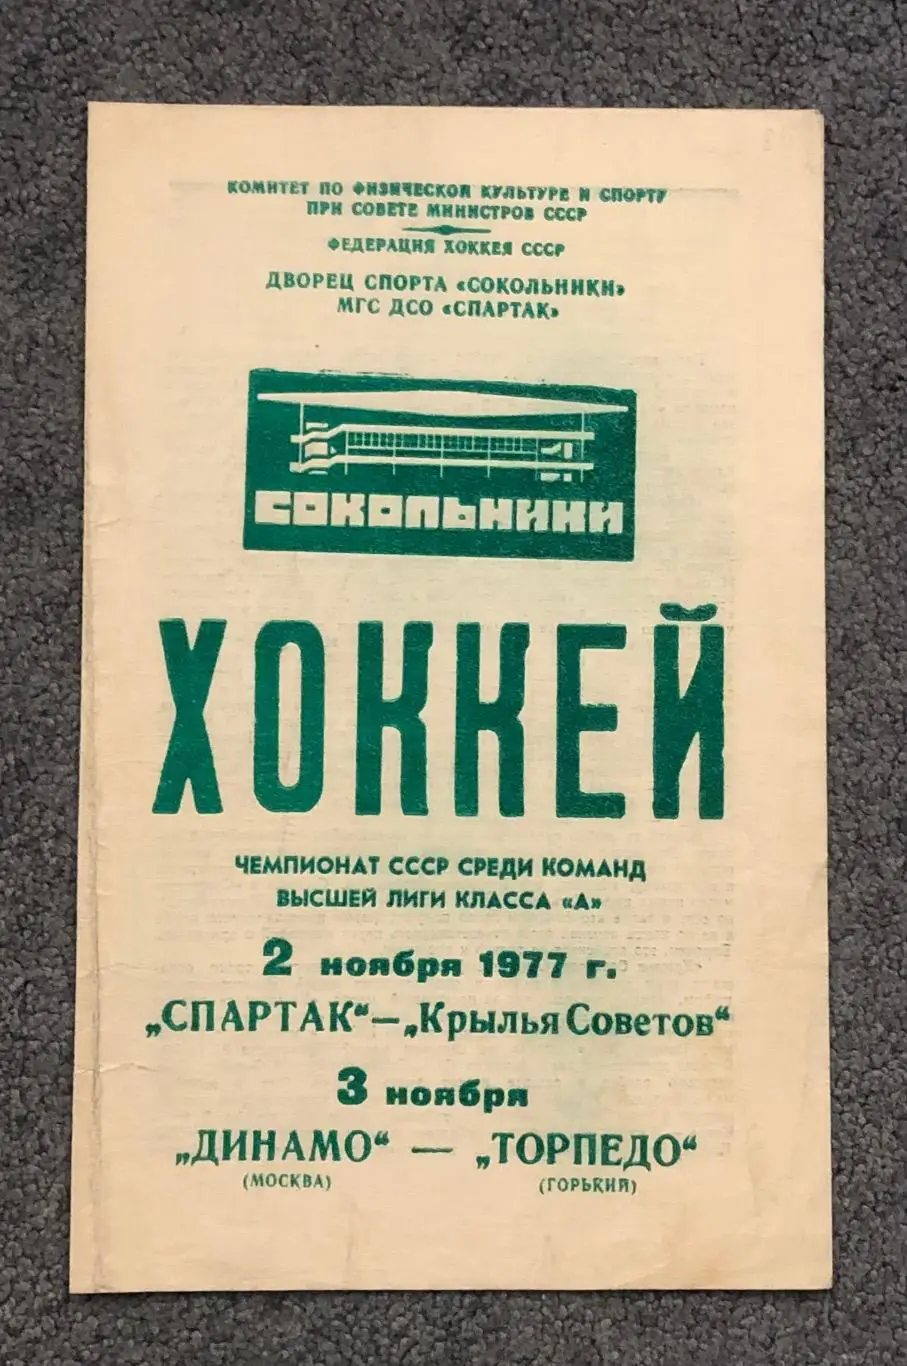 КОМИТЕТ ПО ФИЗИЧЕСКОЙ КУЛЬТУРЕ И СПОРТУ
ПРИ СОВЕТЕ МИНИСТРОВ СССР
ФЕДЕРАЦИЯ ХОККЕЯ СССР
ДВОРЕЦ СПОРТА «СОКОЛЬНИКИ»
МГС ДСО «СПАРТАК»
СОКОЛЬНИКИ
ХОККЕЙ
ЧЕМПИОНАТ СССР СРЕДИ КОМАНД
ВЫСШЕЙ ЛИГИ КЛАССА «А»
2 ноября 1977 г.
„СПАРТАК“ — „Крылья Советов“
3 ноября
„ДИНАМО“ — „ТОРПЕДО“
(МОСКВА) (ГОРЬКИЙ)